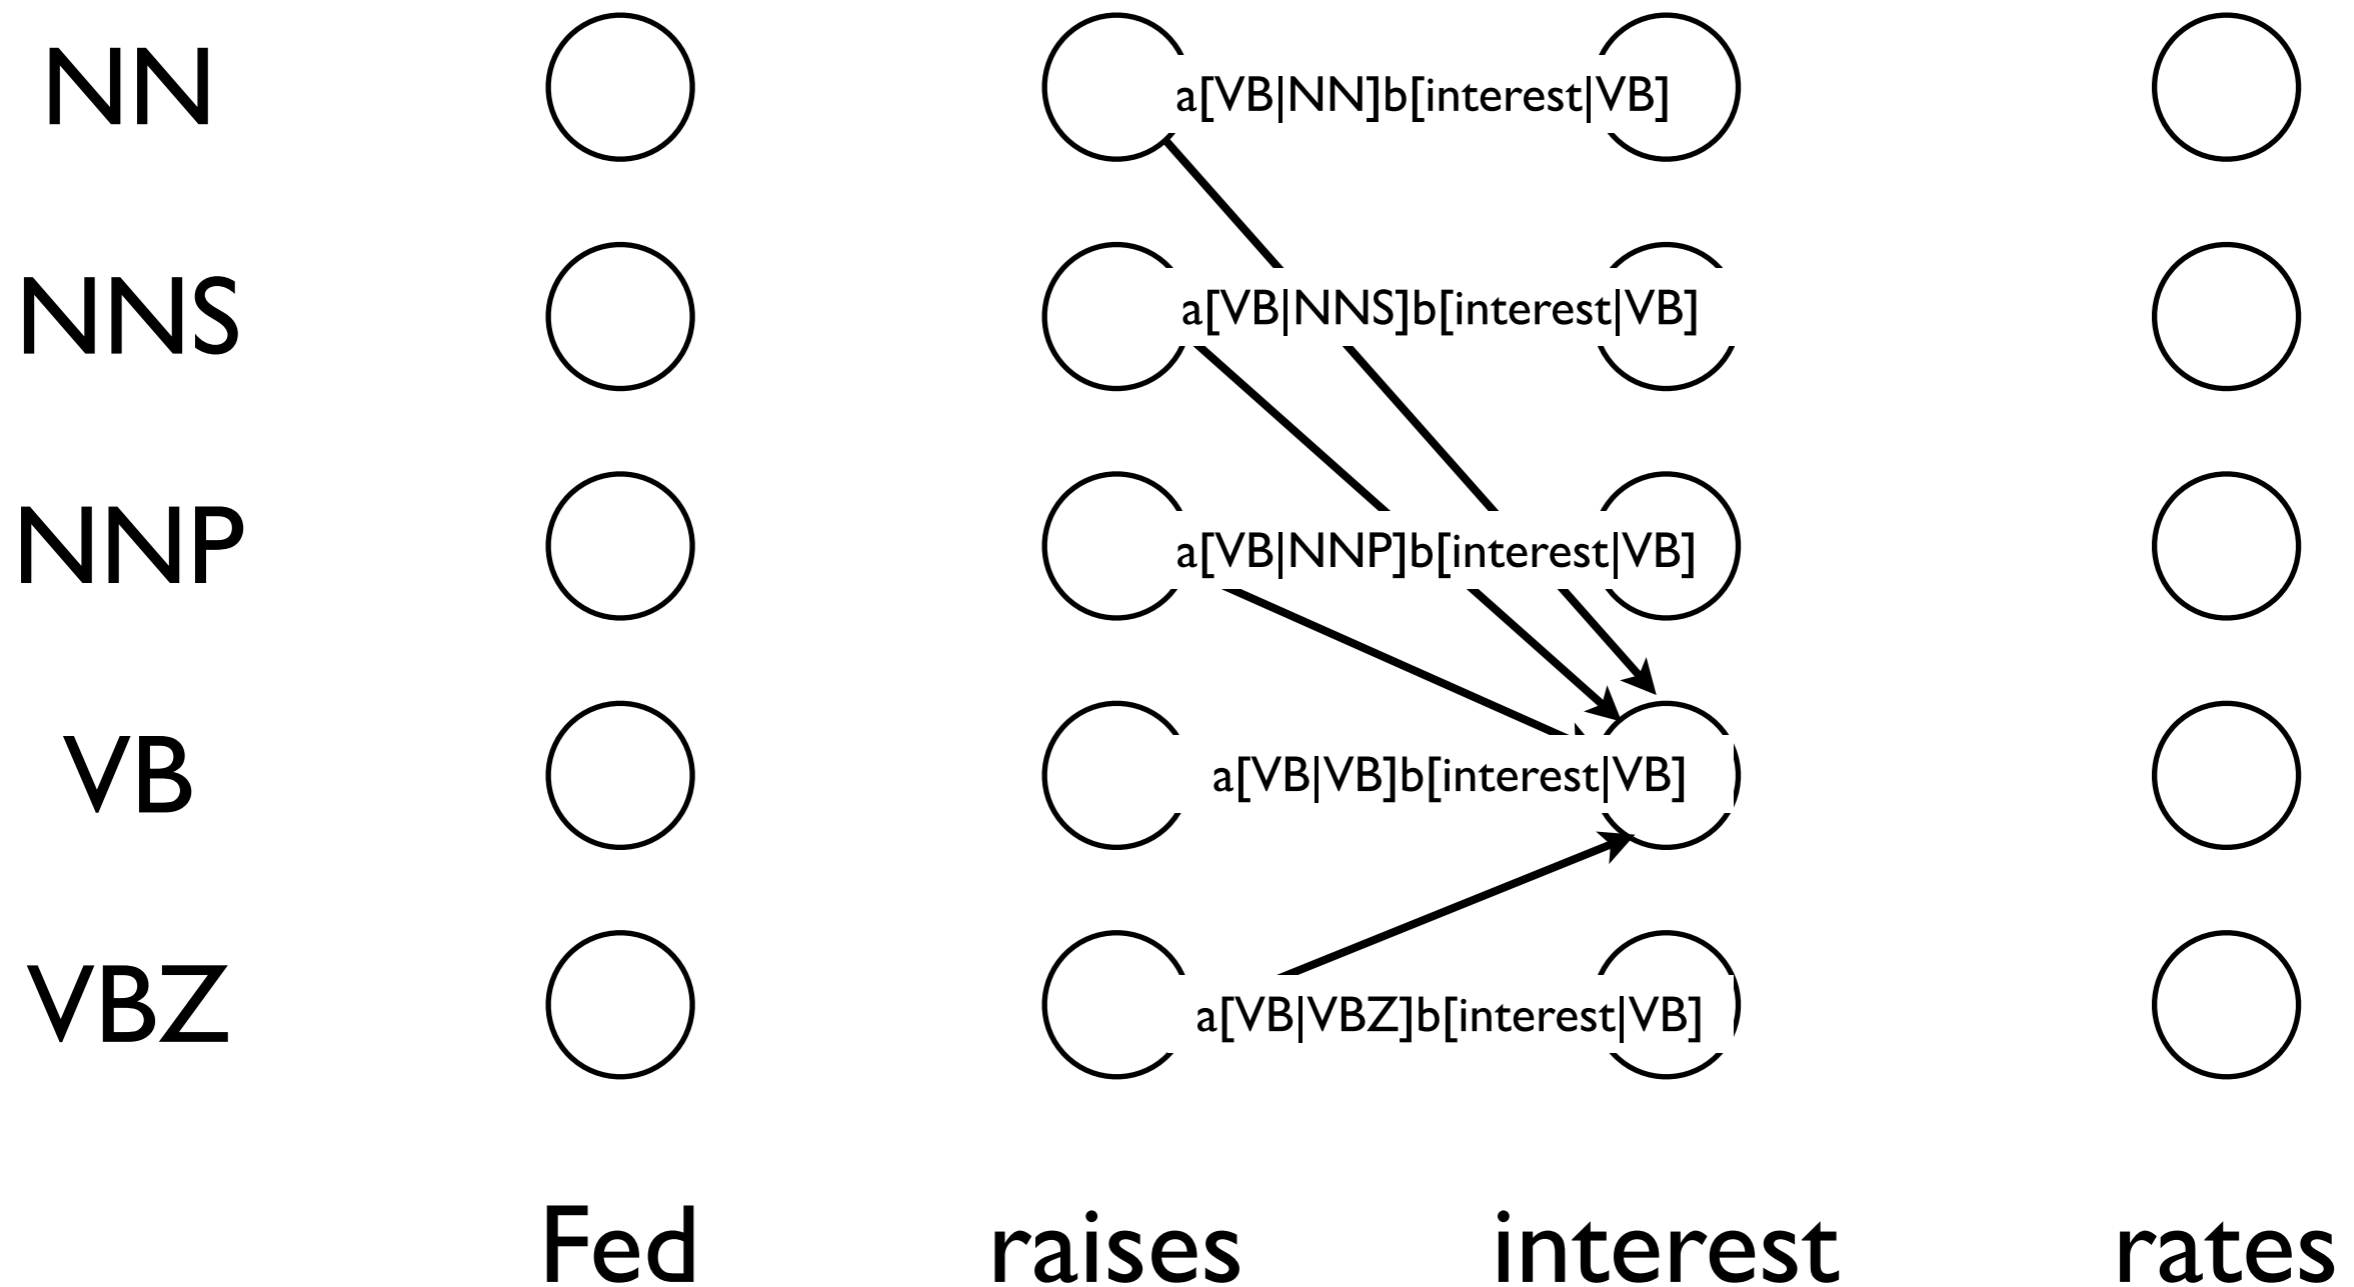 NN a[VB|NN]b[interest|VB]
NNS a[VB|NNS]b[interest|VB]
NNP a[VB|NNP]b[interest|VB]
VB a[VB|VB]b[interest|VB]
VBZ a[VB|VBZ]b[interest|VB]
Fed raises interest rates